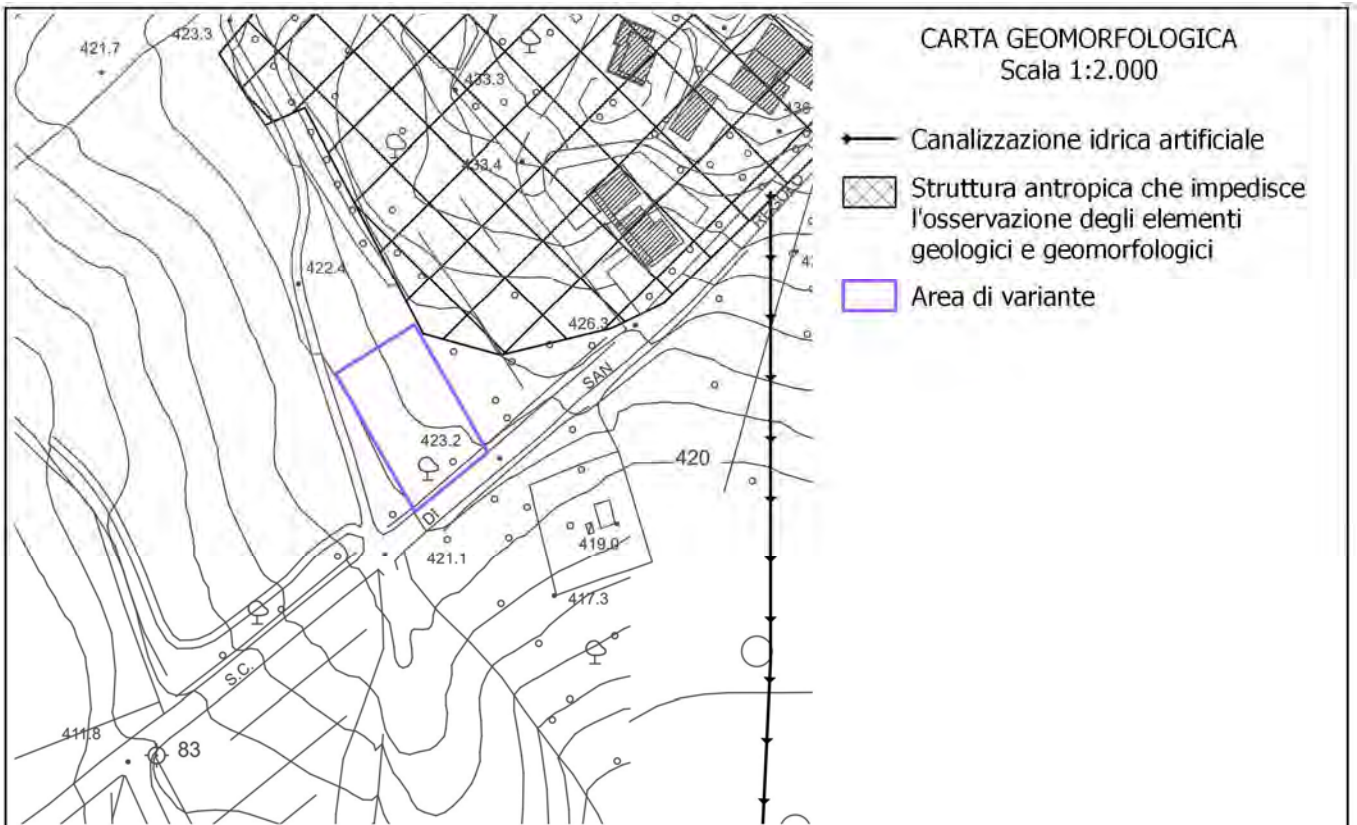 CARTA GEOMORFOLOGICA
Scala 1:2.000
Canalizzazione idrica artificiale
Struttura antropica che impedisce
l'osservazione degli elementi
geologici e geomorfologici
Area di variante
423.3
421.7
433.3
436
433.4
422.4
426.3
SAN
423.2
420
DI
419.0
421.1
417.3
S.C.
411.8
83